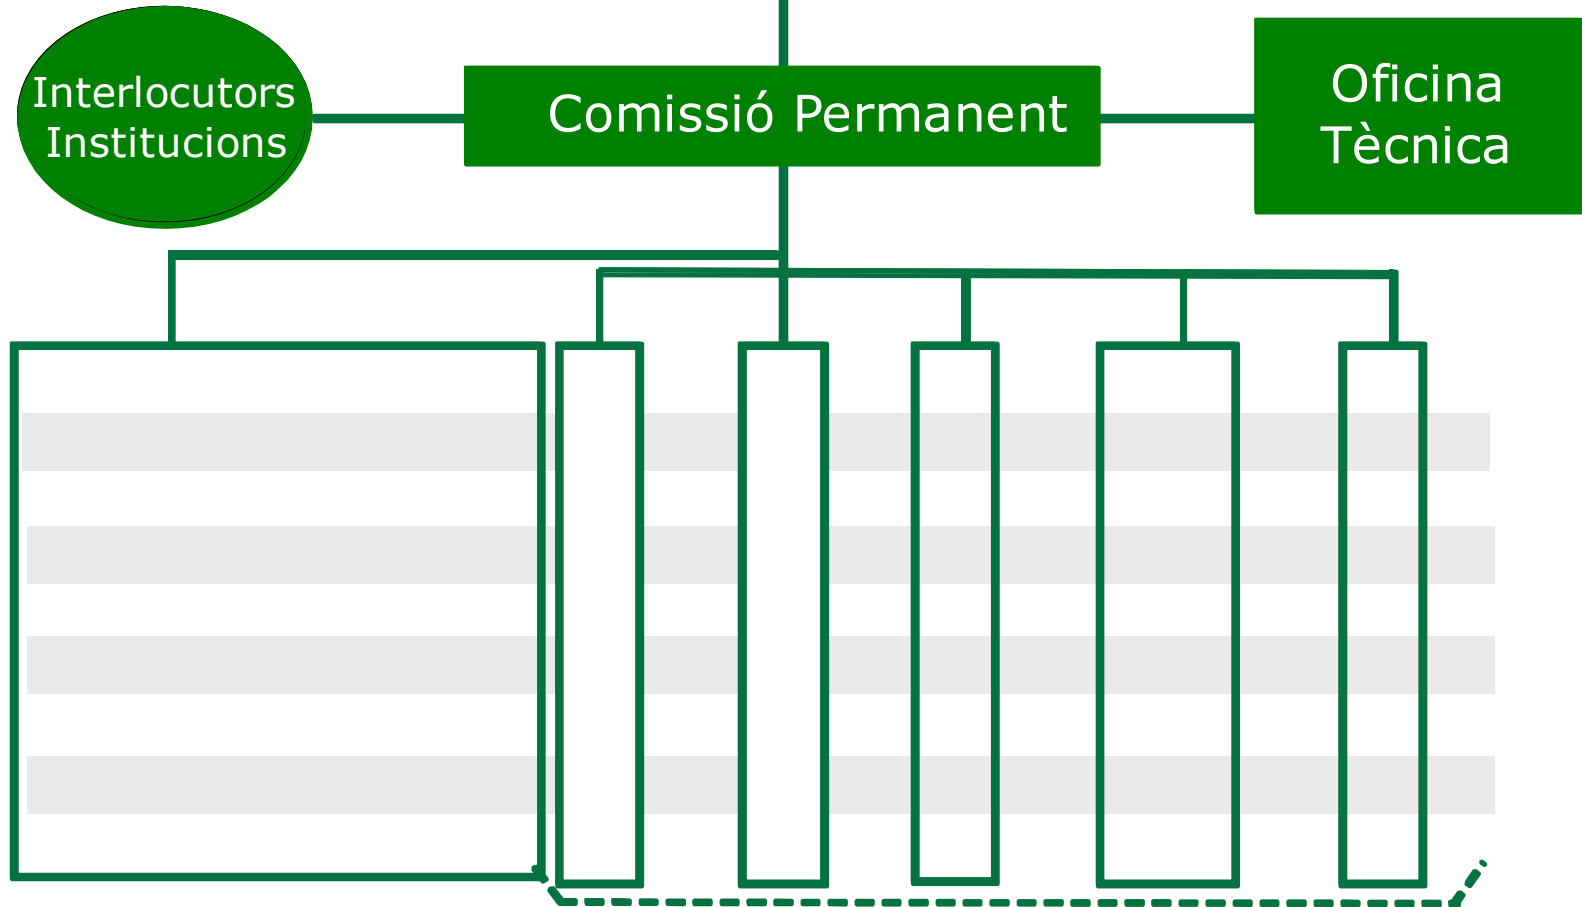 Interlocutors
Institucions
Comissió Permanent
Oficina
Tècnica